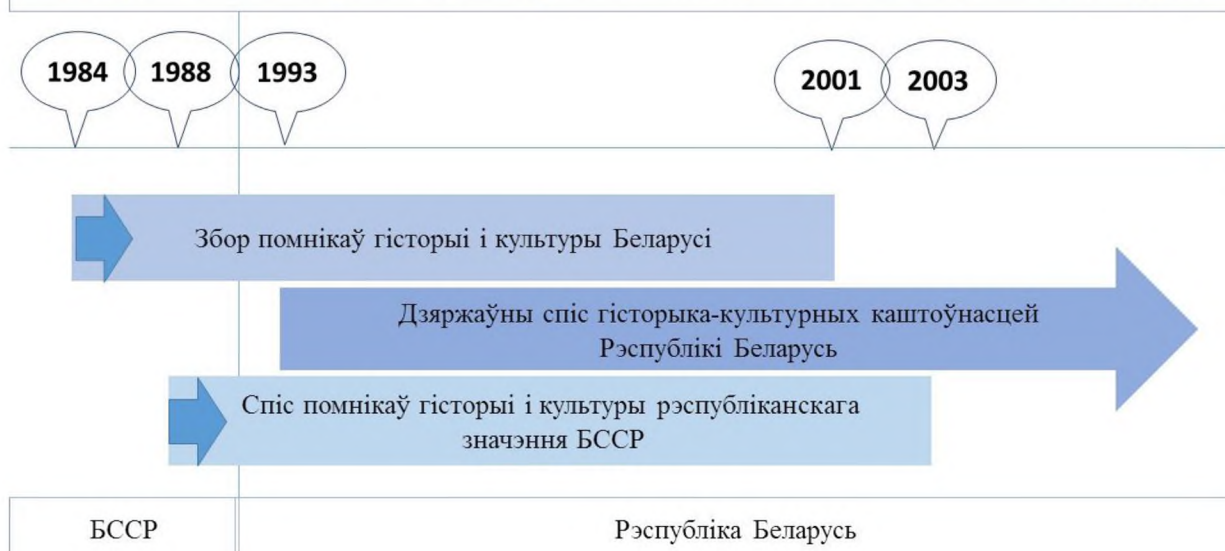 1984
1988
1993
2001
2003
Збор помнікаў гісторыі і культуры Беларусі
Дзяржаўны спіс гісторыка-культурных каштоўнасцей
Рэспублікі Беларусь
Спіс помнікаў гісторыі і культуры рэспубліканскага
значэння БССР
БССР
Рэспубліка Беларусь